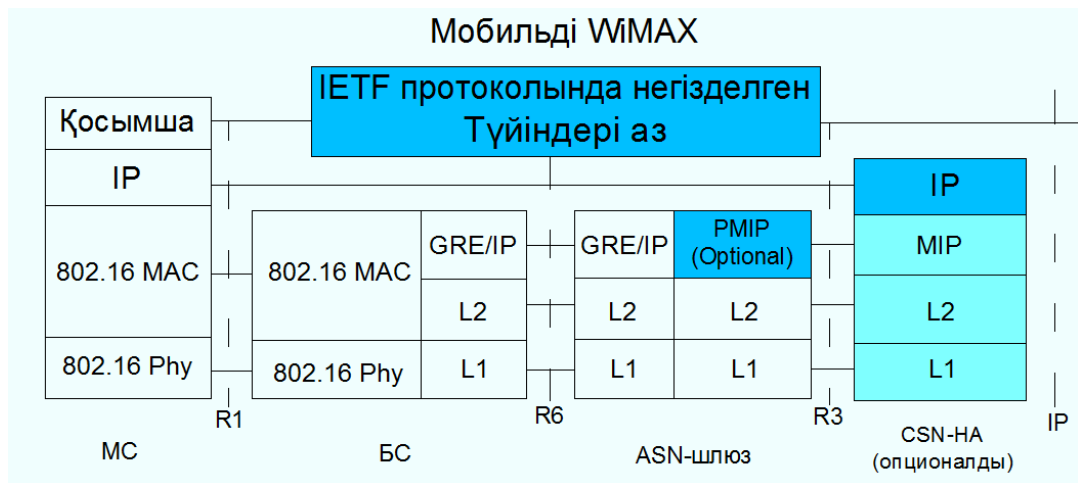 Мобильді WiMAX
IETF протоколында негізделген
Түйіндері аз
Қосымша
IP
802.16 MAC
802.16 Phy
802.16 MAC
802.16 Phy
GRE/IP
L2
L1
GRE/IP
L2
L1
PMIP
(Optional)
L2
L1
IP
MIP
L2
L1
R1
R6
R3
IP
МС
БС
ASN-шлюз
CSN-HA
(опционалды)